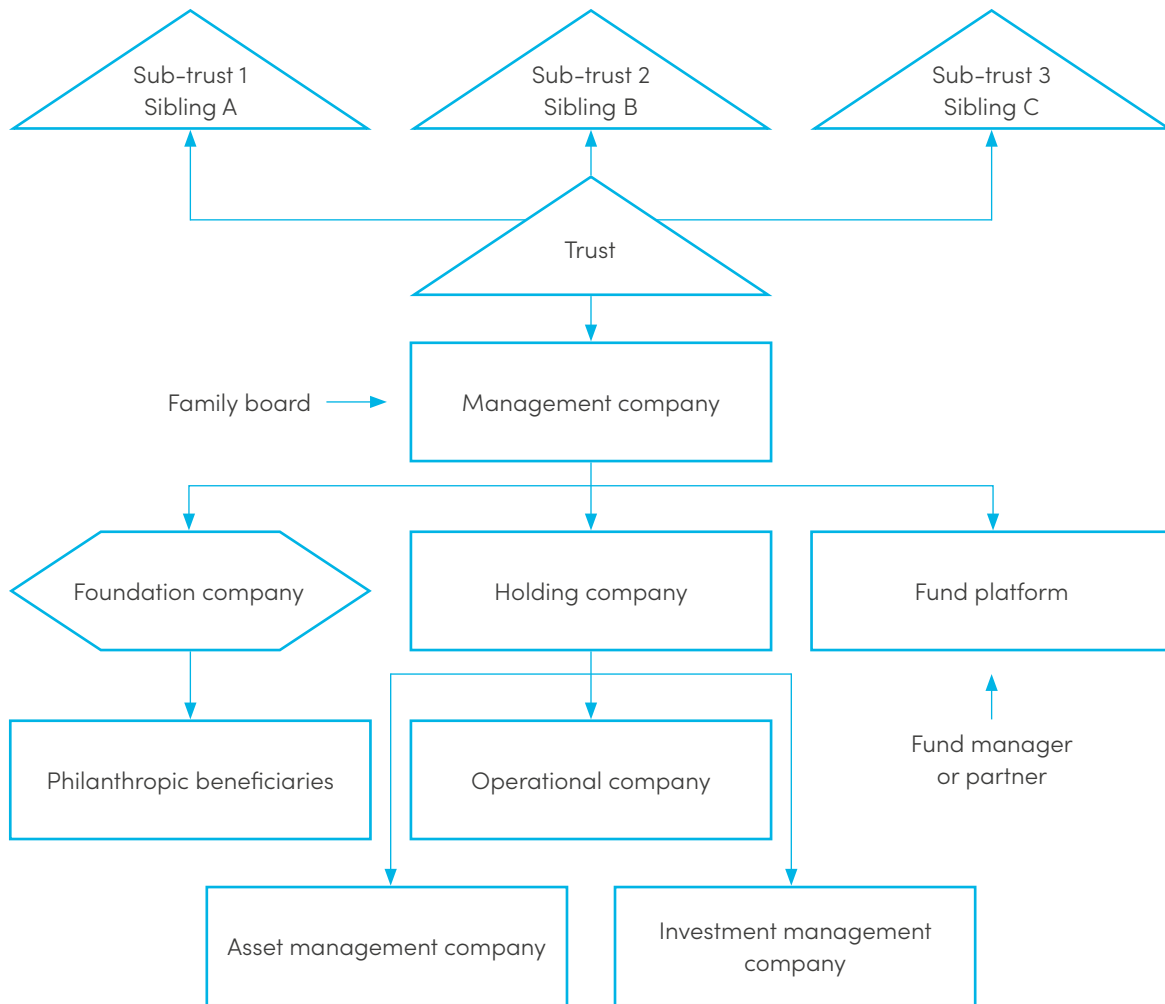 Sub-trust 1
Sibling A
Sub-trust 2
Sibling B
Sub-trust 3
Sibling C
Trust
Family board
Management company
Foundation company
Holding company
Fund platform
Philanthropic beneficiaries
Operational company
Fund manager
or partner
Asset management company
Investment management
company